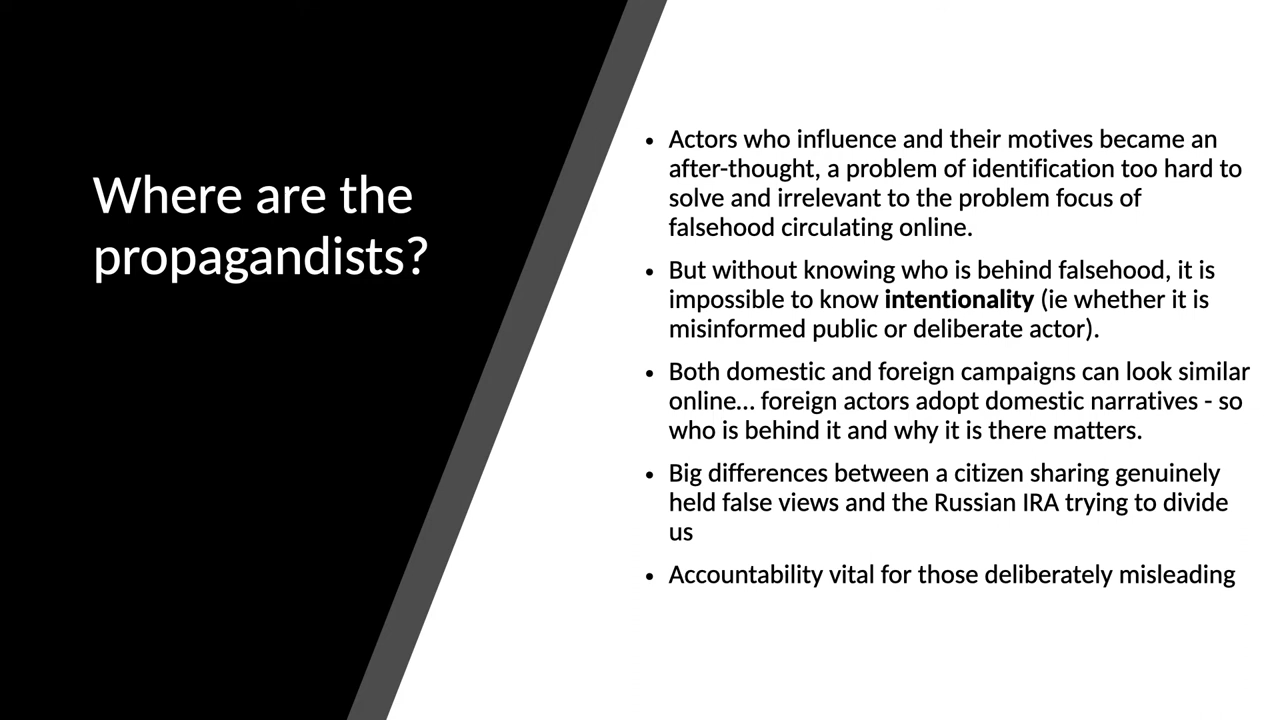 Where are the
propagandists?
• Actors who influence and their motives became an
after-thought, a problem of identification too hard to
solve and irrelevant to the problem focus of
falsehood circulating online.
• But without knowing who is behind falsehood, it is
impossible to know intentionality (ie whether it is
misinformed public or deliberate actor).
• Both domestic and foreign campaigns can look similar
online... foreign actors adopt domestic narratives - so
who is behind it and why it is there matters.
• Big differences between a citizen sharing genuinely
held false views and the Russian IRA trying to divide
us
• Accountability vital for those deliberately misleading